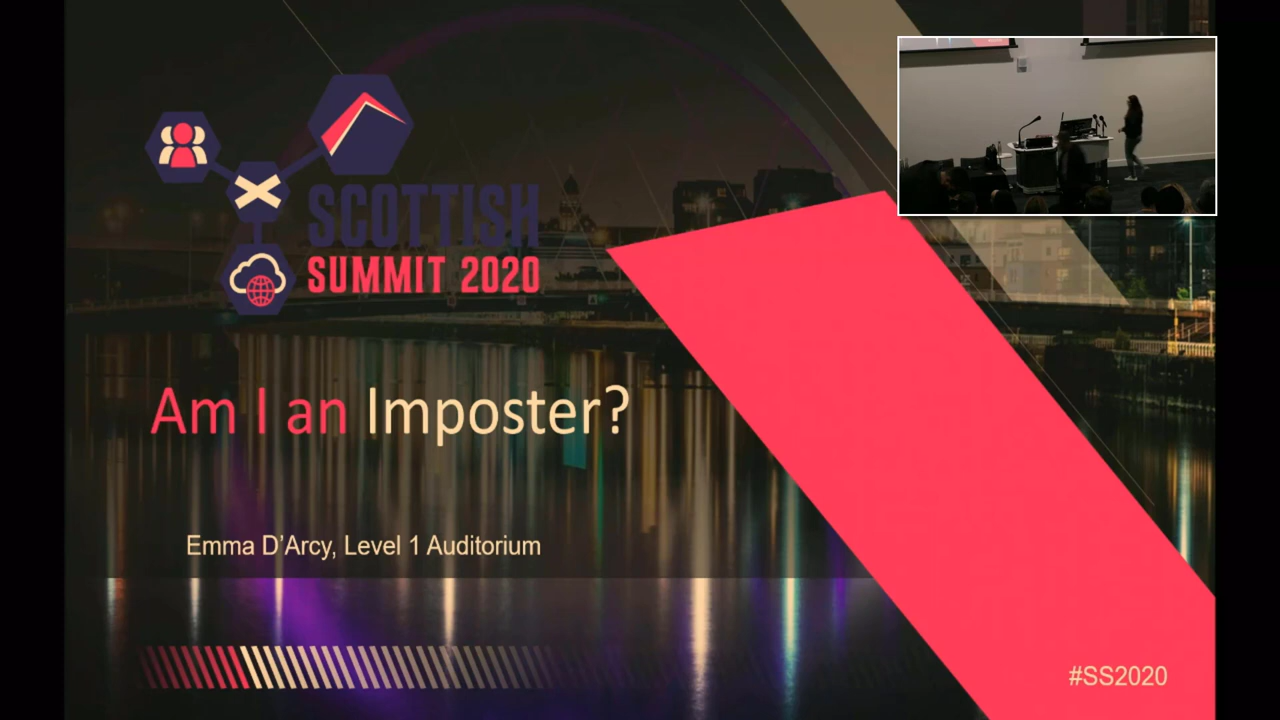 SCOTTISH
SUMMIT 2020
Am I an Imposter?
Emma D'Arcy, Level 1 Auditorium
#SS2020